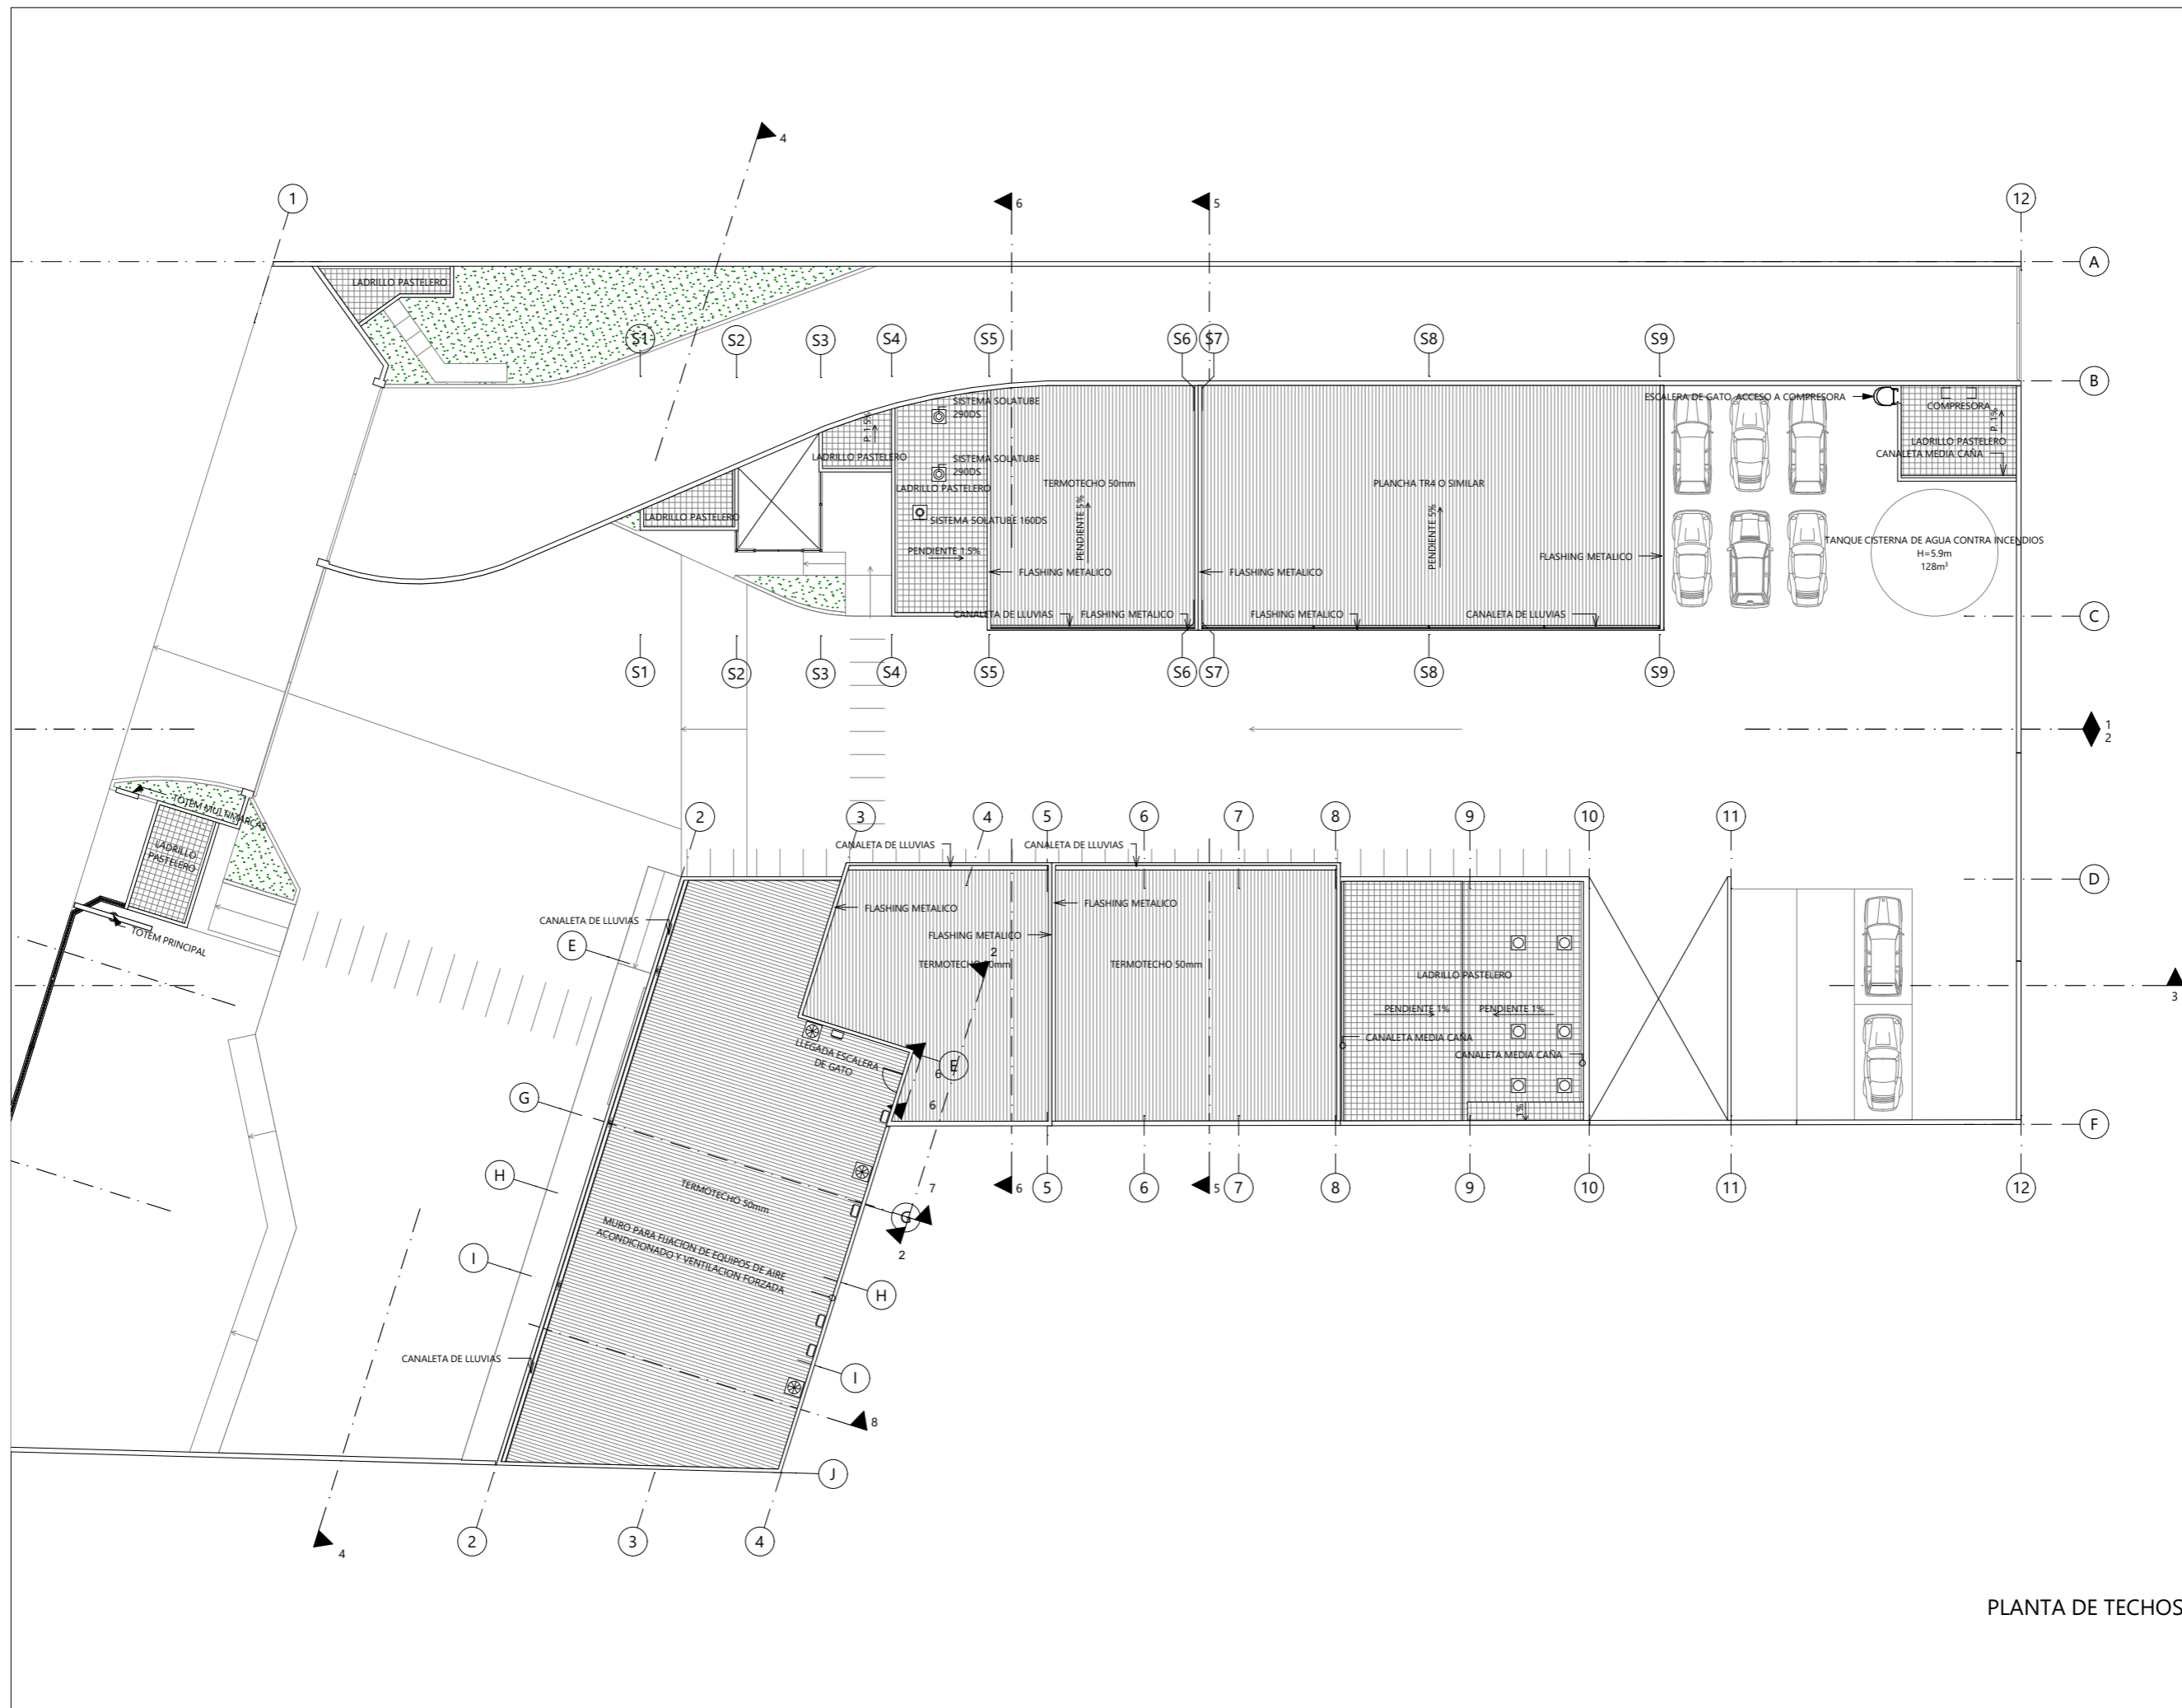 4
1
6
5
12
A
LADRILLO PASTELERO
S1
S2
S3
S4
S5
S6
S7
S8
S9
B
SISTEMA SOLATUBE
290DS
ESCALERA DE GATO ACCESO A COMPRESORA
COMPRESORA
P. 1.5%
P. 1%
LADRILLO PASTELERO
LADRILLO PASTELERO
CANALETA MEDIA CAÑA
SISTEMA SOLATUBE
290DS
LADRILLO PASTELERO
TERMOTECHO 50mm
PLANCHA TR4 O SIMILAR
LADRILLO PASTELERO
SISTEMA SOLATUBE 160DS
PENDIENTE 5%
PENDIENTE 5%
TANQUE CISTERNA DE AGUA CONTRA INCENDIOS
H=5.9m
128m³
PENDIENTE 1.5%
FLASHING METALICO
FLASHING METALICO
FLASHING METALICO
CANALETA DE LLUVIAS
FLASHING METALICO
FLASHING METALICO
CANALETA DE LLUVIAS
C
S1
S2
S3
S4
S5
S6
S7
S8
S9
1
2
TOTEM MULTIMARCAS
2
3
4
5
6
7
8
9
10
11
CANALETA DE LLUVIAS
CANALETA DE LLUVIAS
LADRILLO
PASTELERO
D
FLASHING METALICO
FLASHING METALICO
CANALETA DE LLUVIAS
TOTEM PRINCIPAL
E
FLASHING METALICO
2
TERMOTECHO 50mm
TERMOTECHO 50mm
LADRILLO PASTELERO
3
PENDIENTE 1%
PENDIENTE 1%
LLEGADA ESCALERA
DE GATO
CANALETA MEDIA CAÑA
CANALETA MEDIA CAÑA
E
6
G
6
1%
F
H
TERMOTECHO 50mm
7
6
5
6
5
7
8
9
10
11
12
G
2
MURO PARA FIJACION DE EQUIPOS DE AIRE
ACONDICIONADO Y VENTILACION FORZADA
I
H
CANALETA DE LLUVIAS
I
8
J
2
3
4
4
PLANTA DE TECHOS